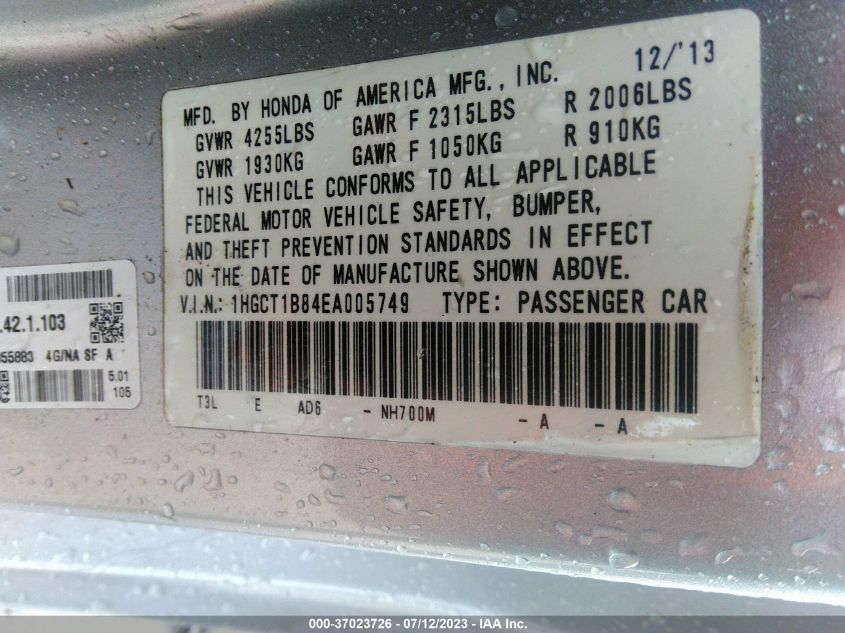 12/'13
MFD. BY HONDA OF AMERICA MFG., INC.
GVWR 4255LBS GAWR F 2315LBS R 2006LBS
GVWR 1930KG GAWR F 1050KG R 910KG
THIS VEHICLE CONFORMS TO ALL APPLICABLE
FEDERAL MOTOR VEHICLE SAFETY, BUMPER,
AND THEFT PREVENTION STANDARDS IN EFFECT
ON THE DATE OF MANUFACTURE SHOWN ABOVE.
V.I.N.: 1HGCT1B84EA005749 TYPE: PASSENGER CAR
T3L E AD6 - NH700M - A - A
.42.1.103
55883 4G/NA SF A
5.01
105
000-37023726 - 07/12/2023 - IAA Inc.